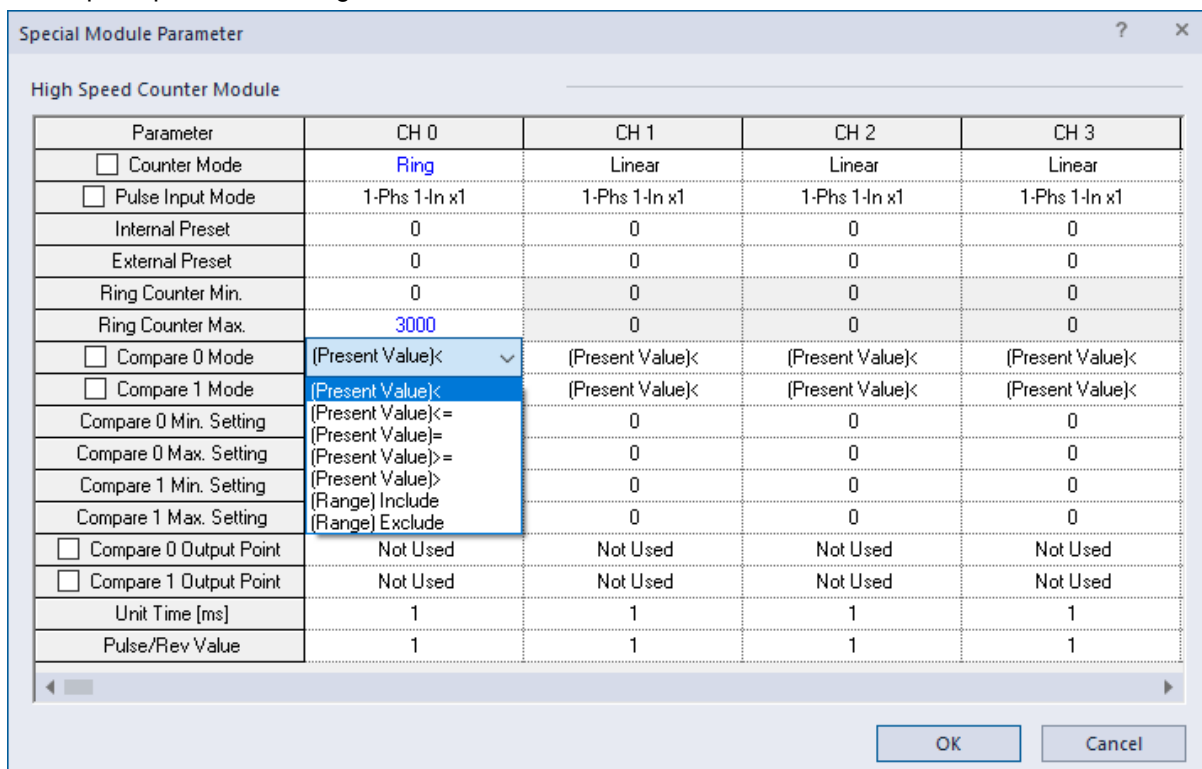 Special Module Parameter ? ×
High Speed Counter Module
Parameter CH 0 CH 1 CH 2 CH 3
Counter Mode Ring Linear Linear Linear
Pulse Input Mode 1-Phs 1-In x1 1-Phs 1-In x1 1-Phs 1-In x1 1-Phs 1-In x1
Internal Preset 0 0 0 0
External Preset 0 0 0 0
Ring Counter Min. 0 0 0 0
Ring Counter Max. 3000 0 0 0
Compare 0 Mode (Present Value)< (Present Value)< (Present Value)< (Present Value)<
Compare 1 Mode (Present Value)< (Present Value)< (Present Value)< (Present Value)<
(Present Value)<=
Compare 0 Min. Setting 0 0 0
(Present Value)=
Compare 0 Max. Setting (Present Value)>= 0 0 0
(Present Value)>
Compare 1 Min. Setting 0 0 0
(Range) Include
Compare 1 Max. Setting (Range) Exclude 0 0 0
Compare 0 Output Point Not Used Not Used Not Used Not Used
Compare 1 Output Point Not Used Not Used Not Used Not Used
Unit Time [ms] 1 1 1 1
Pulse/Rev Value 1 1 1 1
OK Cancel